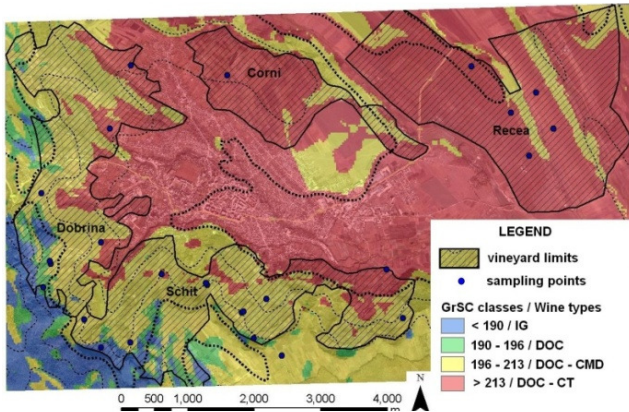 Corni
Recea
Dobrina
Schit
LEGEND
vineyard limits
sampling points
GrSC classes / Wine types
< 190 / IG
190 - 196 / DOC
196 - 213 / DOC - CMD
> 213 / DOC - CT
N
0 1,000 2,000 3,000 4,000
m